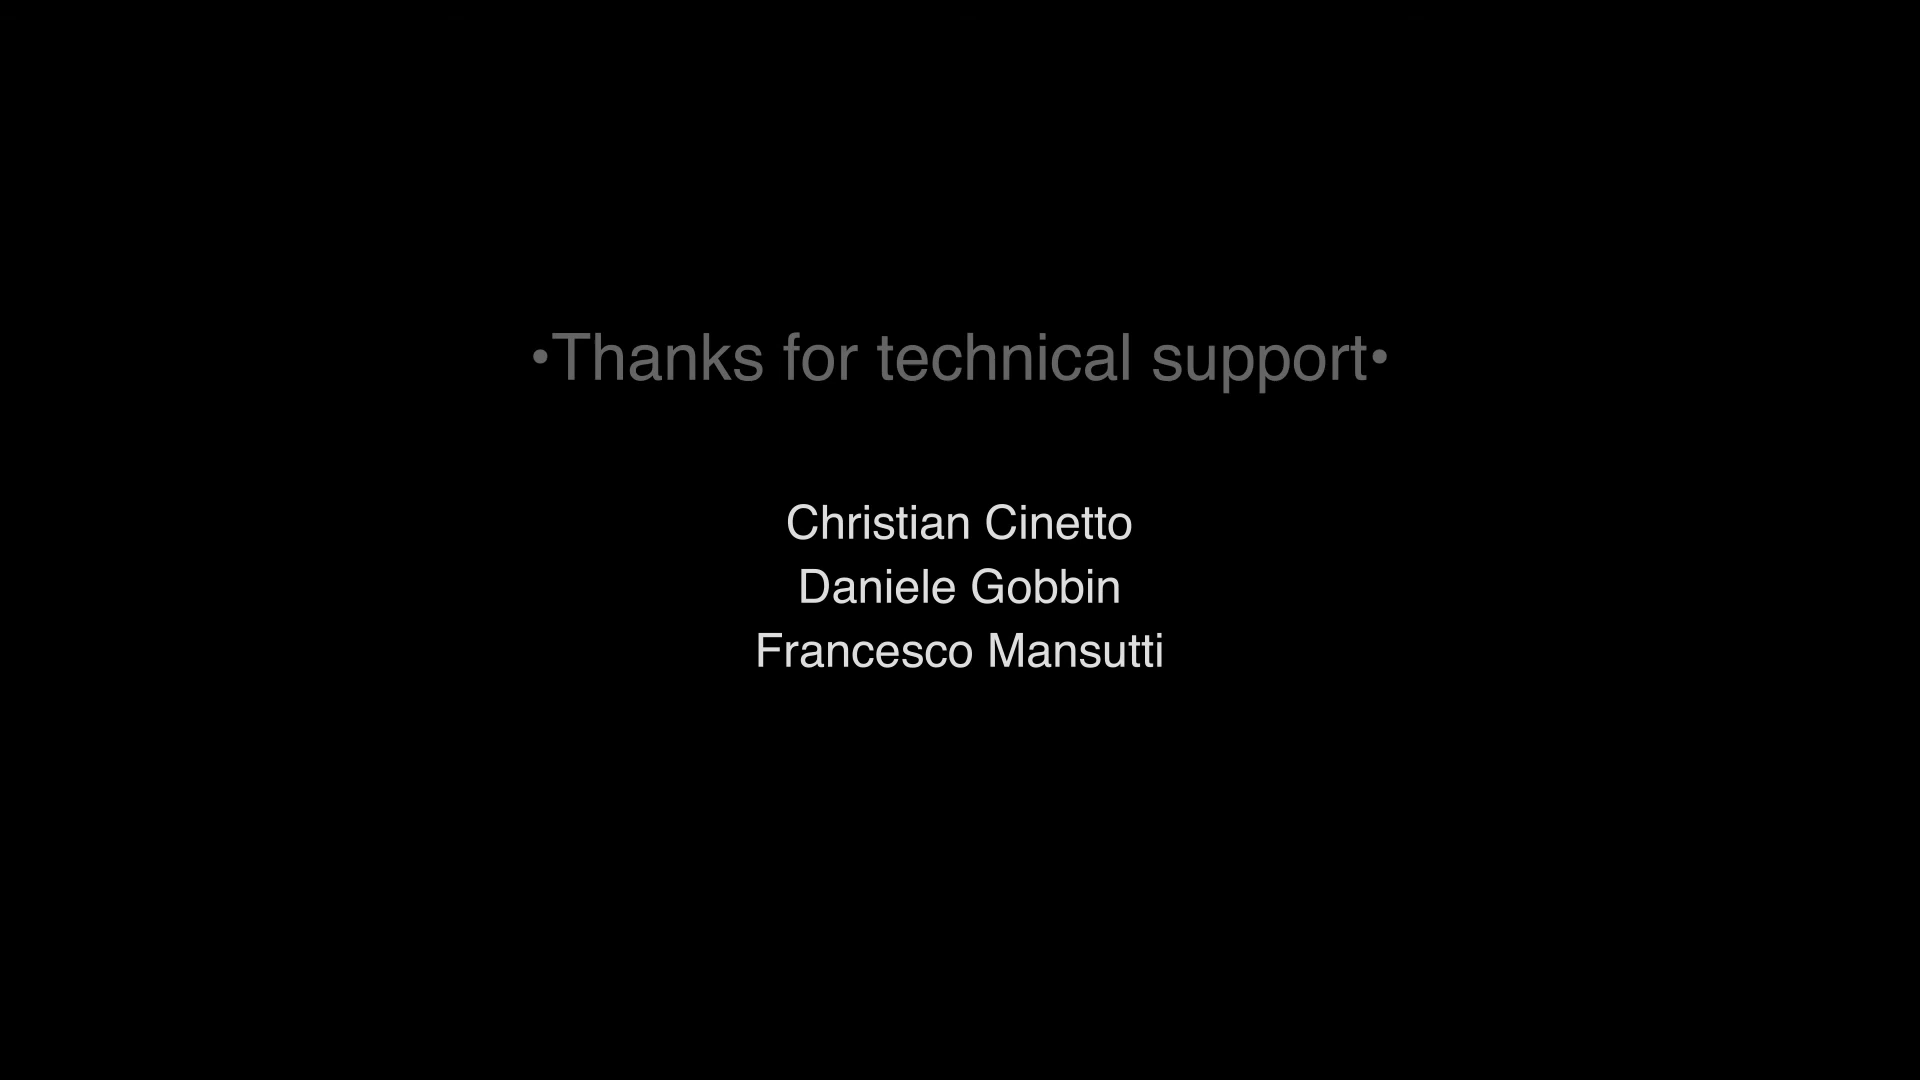 •Thanks for technical support•
Christian Cinetto
Daniele Gobbin
Francesco Mansutti